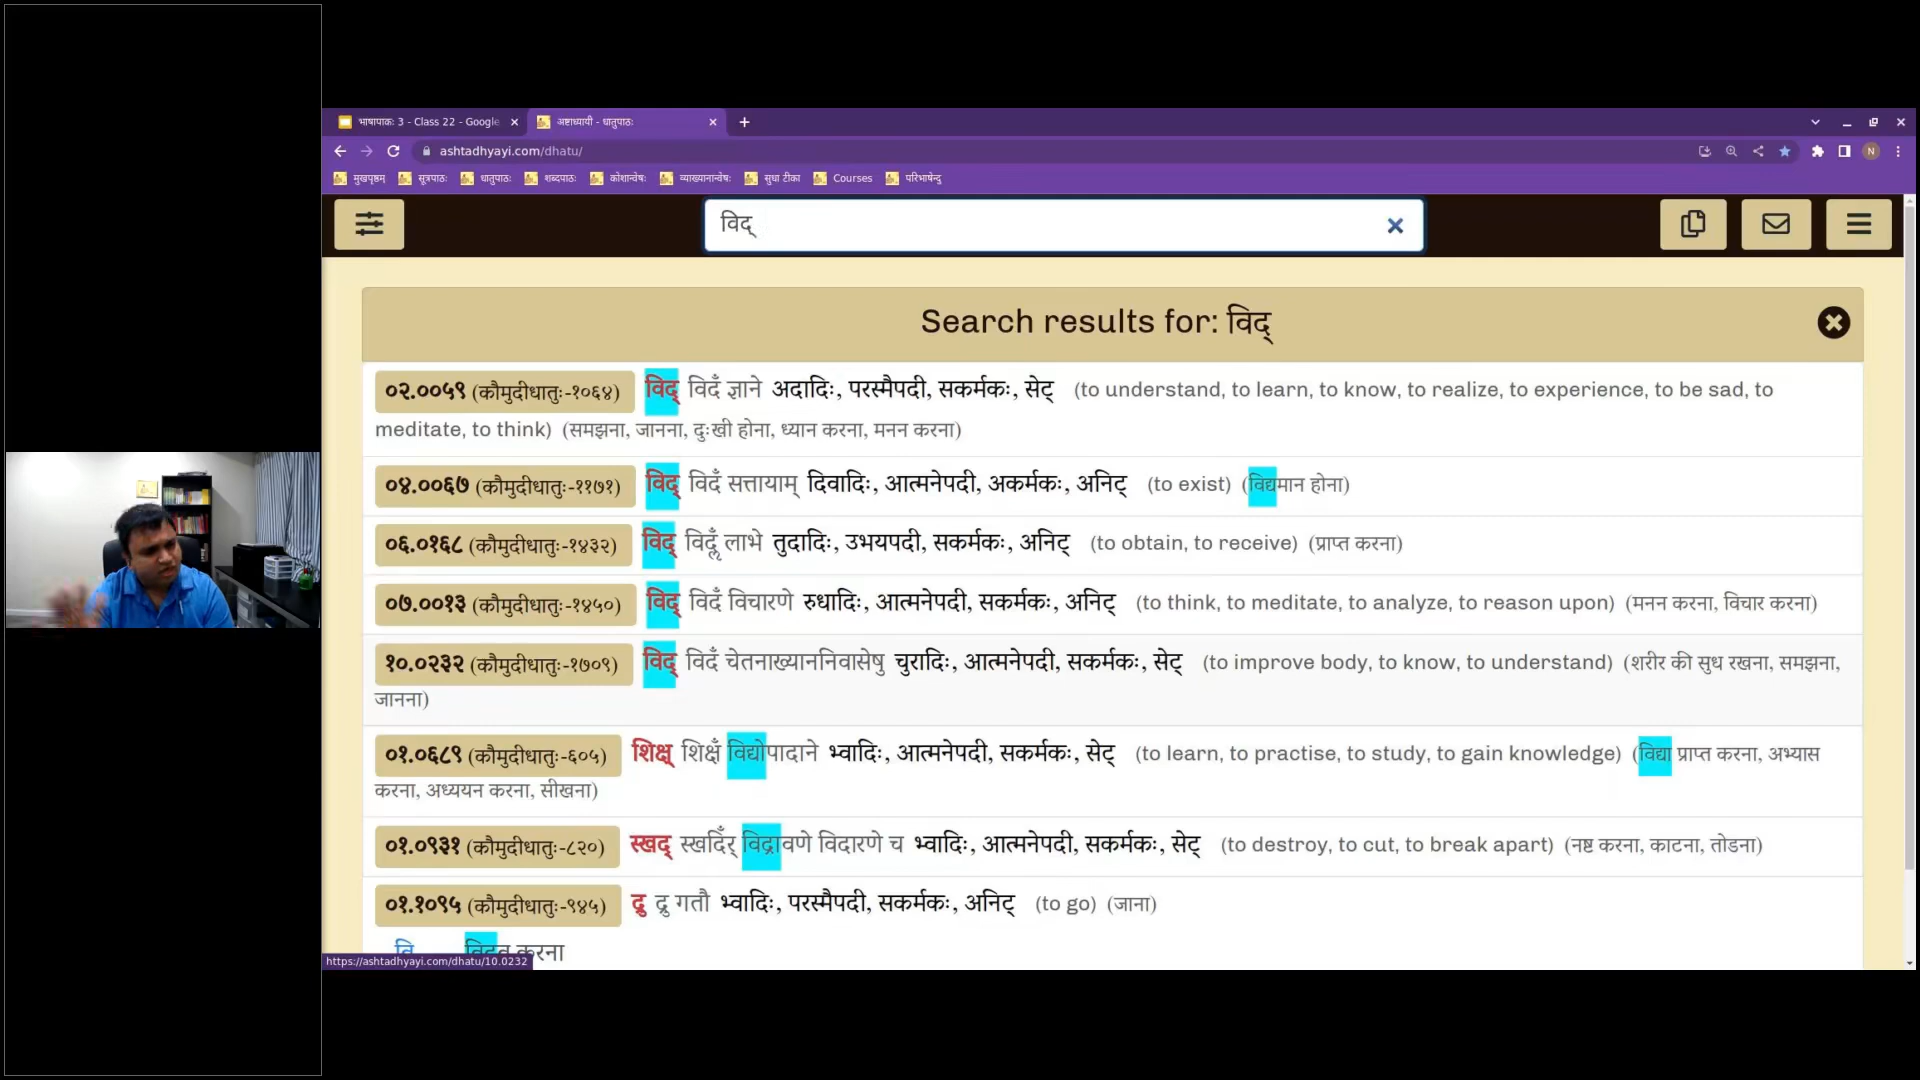 भाषापाकः 3 - Class 22 - Google
अष्टाध्यायी - धातुपाठः
ashtadhyayi.com/dhatu/
N
मुखपृष्ठम् सूत्रपाठः धातुपाठः शब्दपाठः कोशान्वेषः व्याख्यानान्वेषः सुधा टीका Courses परिभाषेन्दु
विद्
Search results for: विद्
०२.००५९ (कौमुदीधातुः-१०६४) विद् विदँ ज्ञाने अदादिः, परस्मैपदी, सकर्मकः, सेट् (to understand, to learn, to know, to realize, to experience, to be sad, to
meditate, to think) (समझना, जानना, दुःखी होना, ध्यान करना, मनन करना)
०४.००६७ (कौमुदीधातुः-११७१) विद् विदँ सत्तायाम् दिवादिः, आत्मनेपदी, अकर्मकः, अनिट् (to exist) (विद्यमान होना)
०६.०१६८ (कौमुदीधातुः-१४३२) विद् विदॢँ लाभे तुदादिः, उभयपदी, सकर्मकः, अनिट् (to obtain, to receive) (प्राप्त करना)
०७.००१३ (कौमुदीधातुः-१४५०) विद् विदँ विचारणे रुधादिः, आत्मनेपदी, सकर्मकः, अनिट् (to think, to meditate, to analyze, to reason upon) (मनन करना, विचार करना)
१०.०२३२ (कौमुदीधातुः-१७०९) विद् विदँ चेतनाख्याननिवासेषु चुरादिः, आत्मनेपदी, सकर्मकः, सेट् (to improve body, to know, to understand) (शरीर की सुध रखना, समझना,
जानना)
०१.०६८९ (कौमुदीधातुः-६०५) शिक्ष् शिक्षँ विद्योपादाने भ्वादिः, आत्मनेपदी, सकर्मकः, सेट् (to learn, to practise, to study, to gain knowledge) (विद्या प्राप्त करना, अभ्यास
करना, अध्ययन करना, सीखना)
०१.०९३१ (कौमुदीधातुः-८२०) स्खद् स्खदिँर् विद्रावणे विदारणे च भ्वादिः, आत्मनेपदी, सकर्मकः, सेट् (to destroy, to cut, to break apart) (नष्ट करना, काटना, तोडना)
०१.१०९५ (कौमुदीधातुः-९४५) द्रु द्रु गतौ भ्वादिः, परस्मैपदी, सकर्मकः, अनिट् (to go) (जाना)
वि करना
https://ashtadhyayi.com/dhatu/10.0232